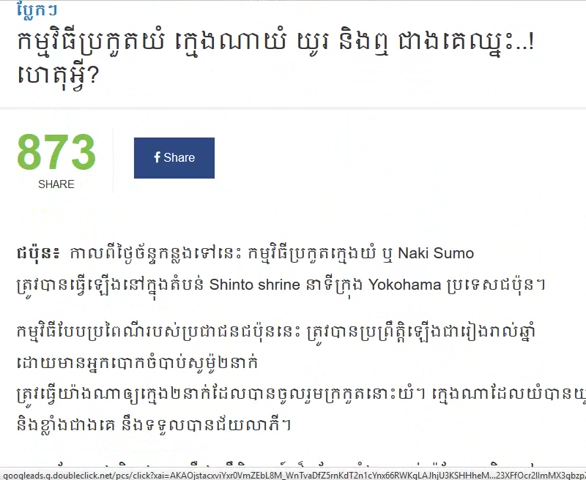 ប្លែកៗ
កម្មវិធីប្រកួតយំ ក្មេងណាយំ យូរ និងឮ ជាងគេឈ្នះ..!
ហេតុអ្វី?
873
SHARE
f Share
ជប៉ុន៖ កាលពីថ្ងៃច័ន្ទកន្លងទៅនេះ កម្មវិធីប្រកួតក្មេងយំ ឬ Naki Sumo
ត្រូវបានធ្វើឡើងនៅក្នុងតំបន់ Shinto shrine នាទីក្រុង Yokohama ប្រទេសជប៉ុន។
កម្មវិធីបែបប្រពៃណីរបស់ប្រជាជនជប៉ុននេះ ត្រូវបានប្រព្រឹត្តិឡើងជារៀងរាល់ឆ្នាំ
ដោយមានអ្នកបោកចំបាប់ស៊ូម៉ូ២នាក់
ត្រូវធ្វើយ៉ាងណាឲ្យក្មេង២នាក់ដែលបានចូលរួមក្រកួតនោះយំ។ ក្មេងណាដែលយំបានយូ
និងខ្លាំងជាងគេ នឹងទទួលបានជ័យលាភី។